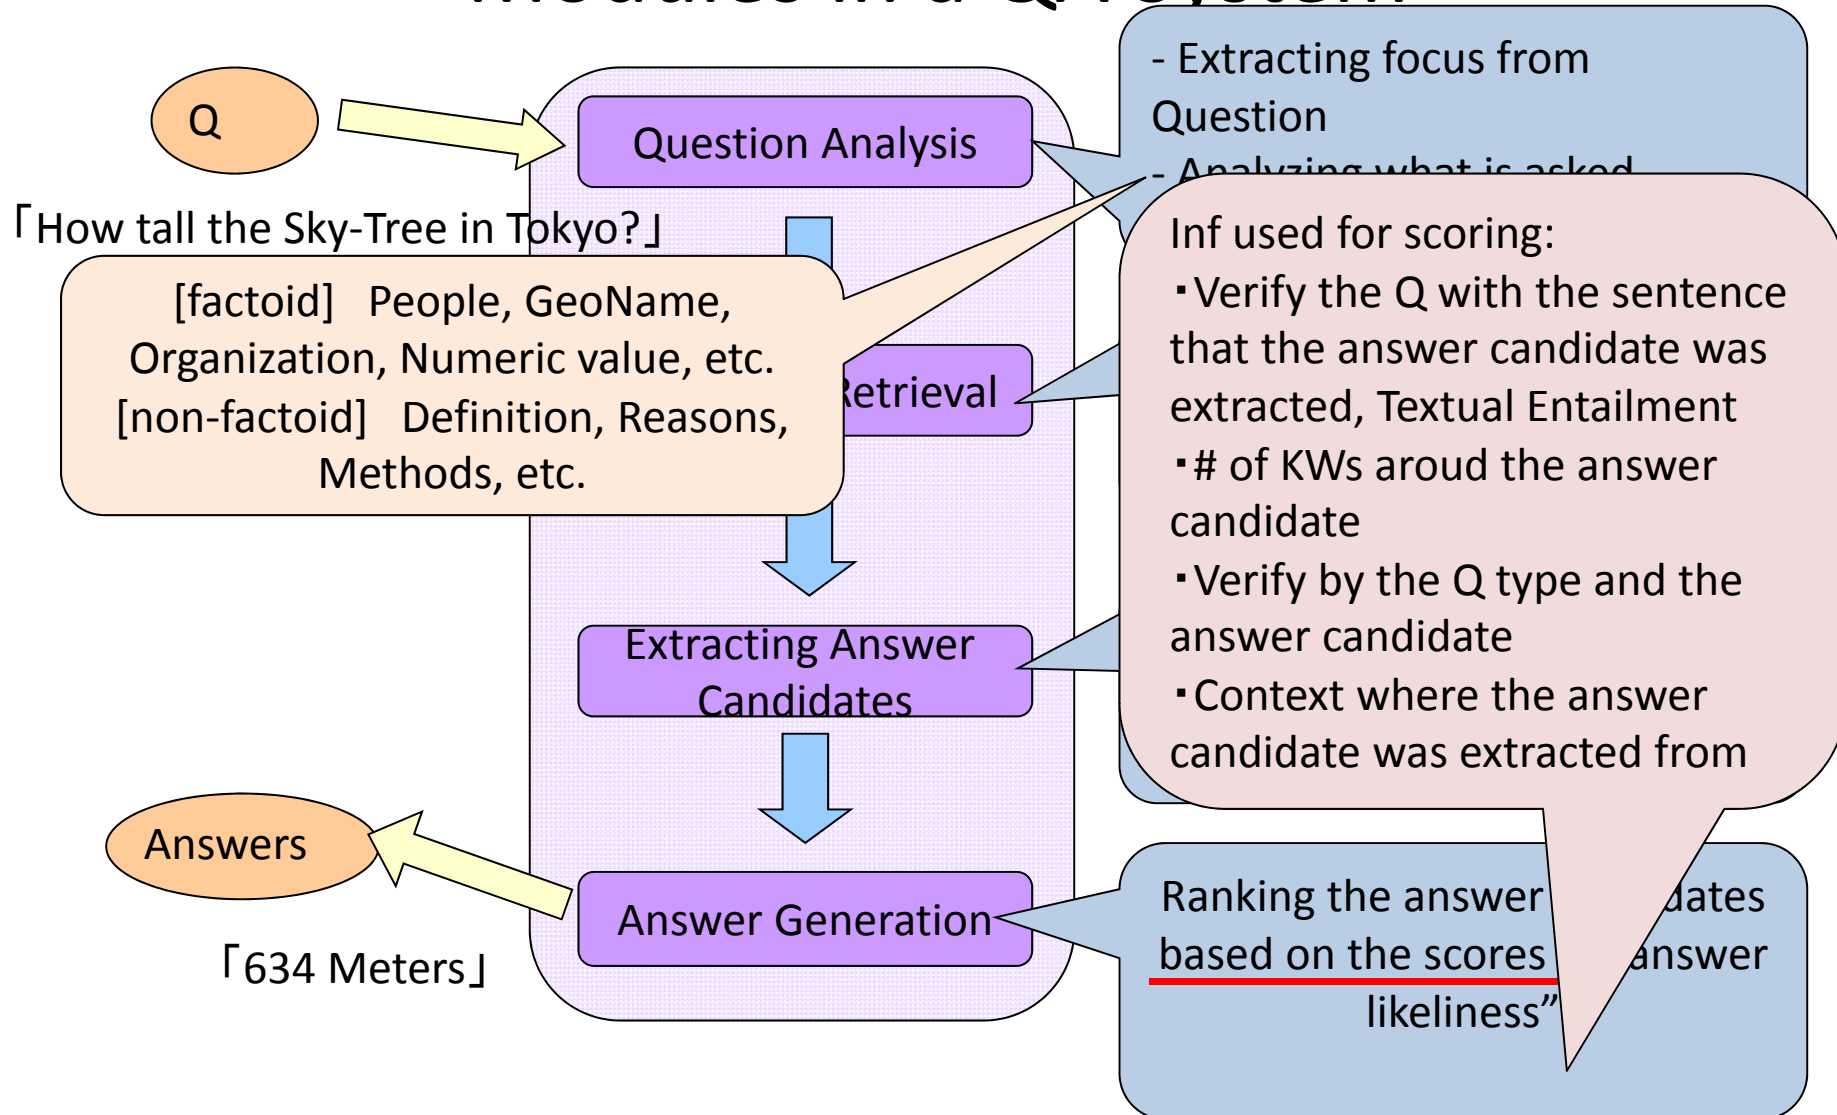 Q
Question Analysis
- Extracting focus from
Question
- Analyzing what is asked
「How tall the Sky-Tree in Tokyo?」
[factoid] People, GeoName,
Organization, Numeric value, etc.
[non-factoid] Definition, Reasons,
Methods, etc.
Retrieval
Inf used for scoring:
・Verify the Q with the sentence
that the answer candidate was
extracted, Textual Entailment
・# of KWs aroud the answer
candidate
・Verify by the Q type and the
answer candidate
・Context where the answer
candidate was extracted from
Extracting Answer
Candidates
Answers
Answer Generation
「634 Meters」
Ranking the answer
based on the scores answer
likeliness”